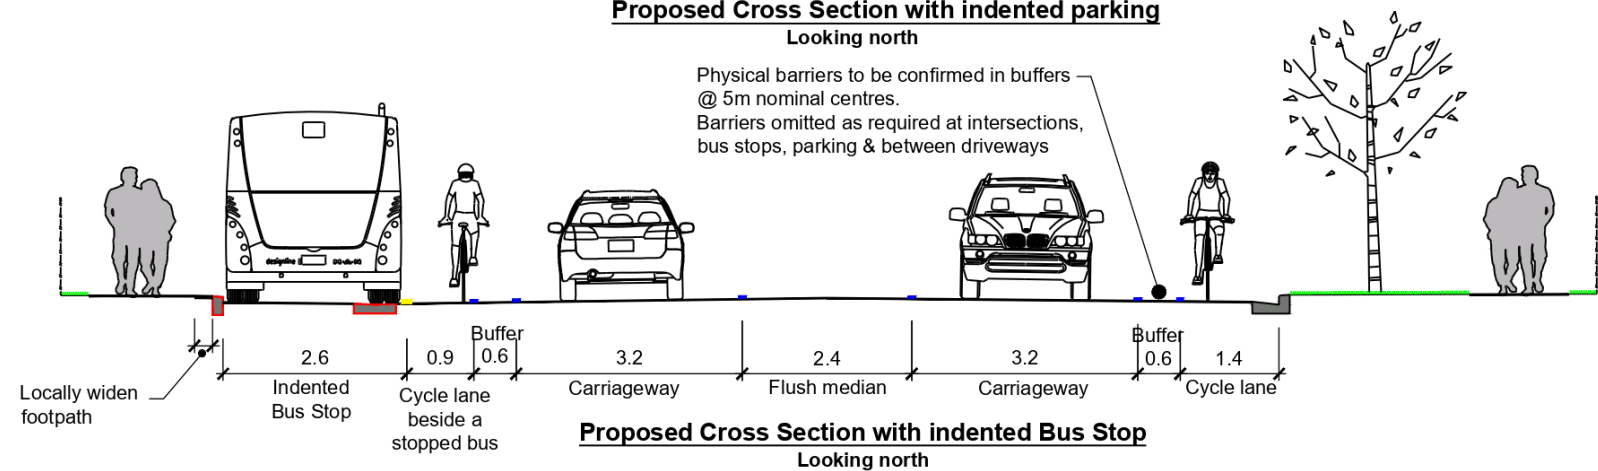 Proposed Cross Section with indented parking
Looking north
Physical barriers to be confirmed in buffers
@ 5m nominal centres.
Barriers omitted as required at intersections,
bus stops, parking & between driveways
designline
Buffer
Buffer
2.6
0.9
0.6
3.2
2.4
3.2
0.6
1.4
Locally widen
footpath
Indented
Bus Stop
Cycle lane
beside a
stopped bus
Carriageway
Flush median
Carriageway
Cycle lane
Proposed Cross Section with indented Bus Stop
Looking north